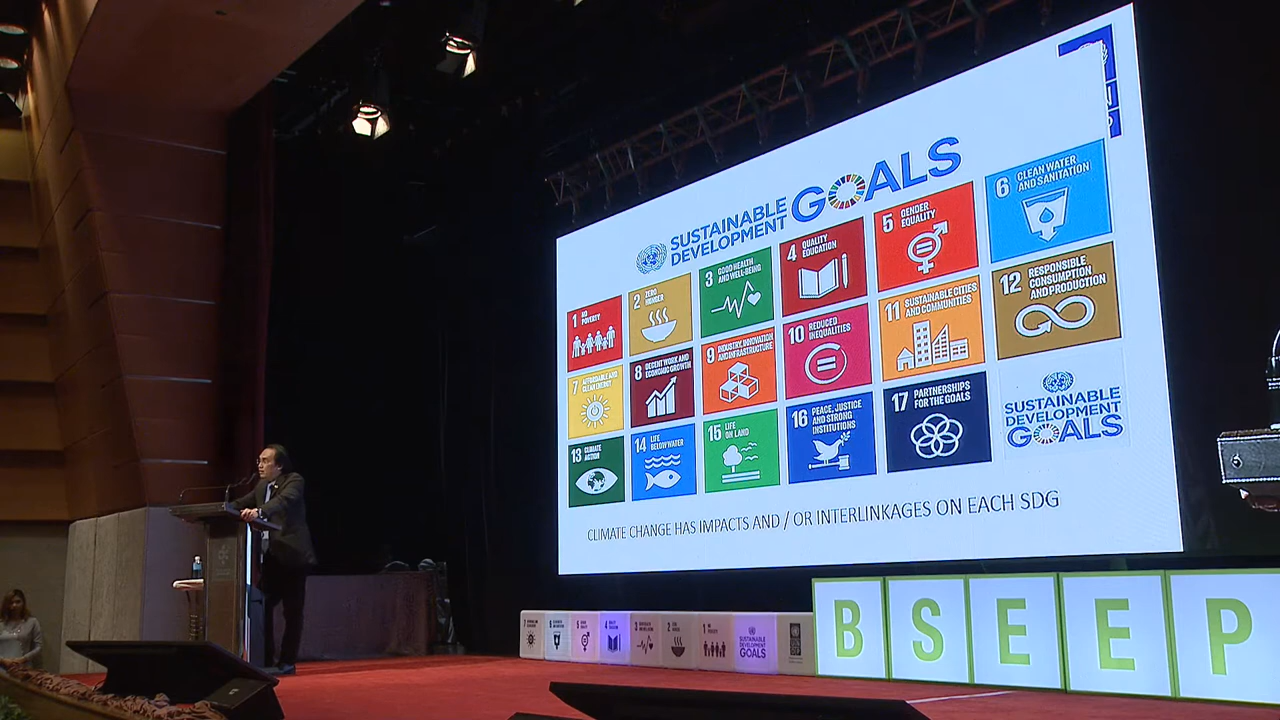 SUSTAINABLE
DEVELOPMENT
GOALS
1 NO
POVERTY
2 ZERO
HUNGER
3 GOOD HEALTH
AND WELL-BEING
4 QUALITY
EDUCATION
5 GENDER
EQUALITY
6 CLEAN WATER
AND SANITATION
7 AFFORDABLE AND
CLEAN ENERGY
8 DECENT WORK AND
ECONOMIC GROWTH
9 INDUSTRY, INNOVATION
AND INFRASTRUCTURE
10 REDUCED
INEQUALITIES
11 SUSTAINABLE CITIES
AND COMMUNITIES
12 RESPONSIBLE
CONSUMPTION
AND PRODUCTION
13 CLIMATE
ACTION
14 LIFE
BELOW WATER
15 LIFE
ON LAND
16 PEACE, JUSTICE
AND STRONG
INSTITUTIONS
17 PARTNERSHIPS
FOR THE GOALS
SUSTAINABLE
DEVELOPMENT
GOALS
CLIMATE CHANGE HAS IMPACTS AND / OR INTERLINKAGES ON EACH SDG
SUSTAINABLE
DEVELOPMENT
GOALS
BSEEP